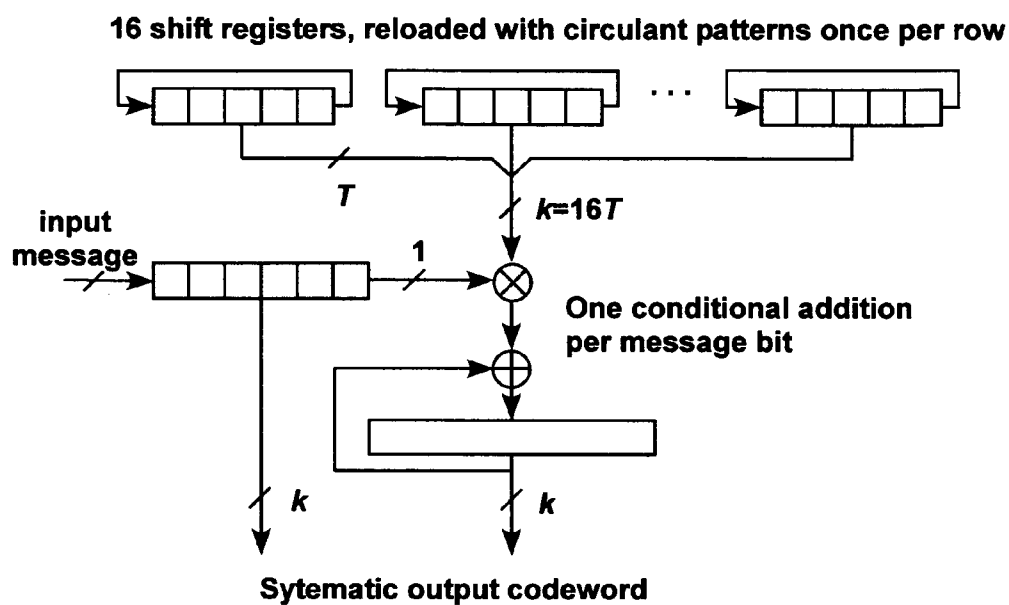 16 shift registers, reloaded with circulant patterns once per row
. . .
T
k=16T
input
message
1
One conditional addition
per message bit
k
k
Sytematic output codeword